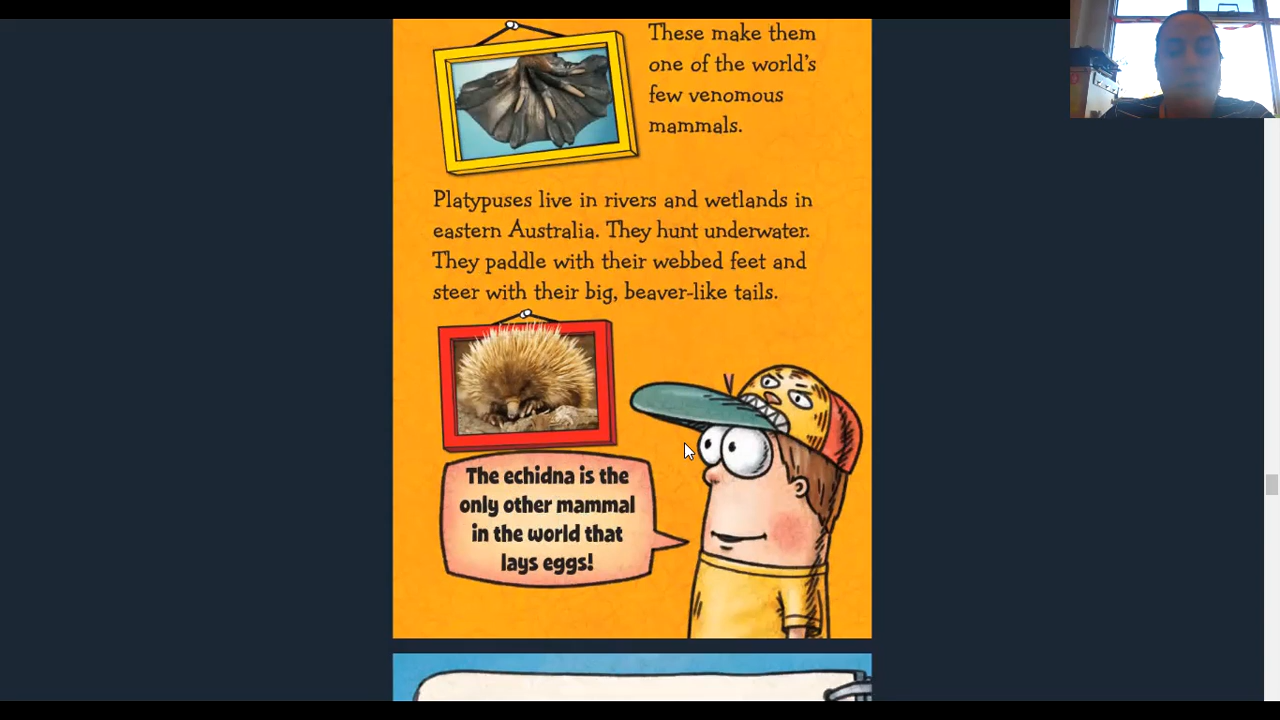 These make them
one of the world's
few venomous
mammals.
Platypuses live in rivers and wetlands in
eastern Australia. They hunt underwater.
They paddle with their webbed feet and
steer with their big, beaver-like tails.
The echidna is the
only other mammal
in the world that
lays eggs!